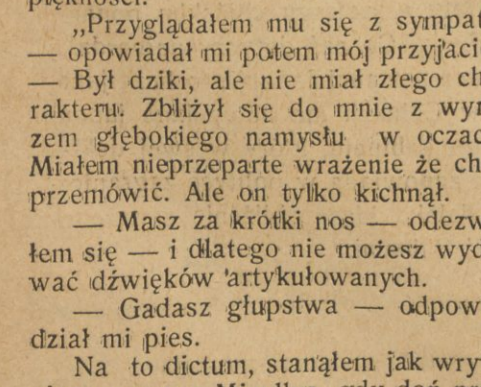 piękności.
„Przyglądałem mu się z sympat
— opowiadał mi potem mój przyjaci
— Był dziki, ale nie miał złego ch
rakteru. Zbliżył się do mnie z wyr
zem głębokiego namysłu w oczac
Miałem nieprzeparte wrażenie że ch
przemówić. Ale on tylko kichnął.
— Masz za krótki nos — odezw
łem się — i dlatego nie możesz wyd
wać dźwięków artykułowanych.
— Gadasz głupstwa — odpow
dział mi pies.
Na to dictum, stanąłem jak wry